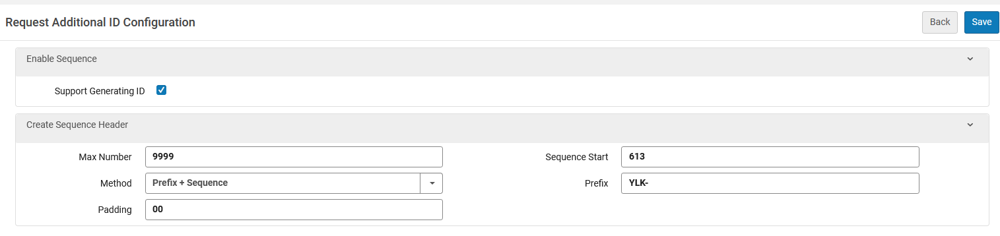 Request Additional ID Configuration
Back
Save
Enable Sequence
Support Generating ID
Create Sequence Header
Max Number 9999
Sequence Start 613
Method Prefix + Sequence
Prefix YLK-
Padding 00